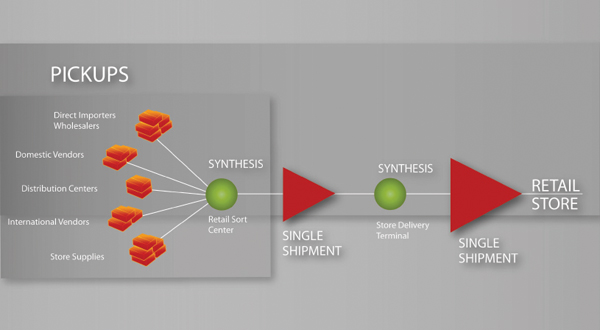 PICKUPS
Direct Importers
Wholesalers
Domestic Vendors
Distribution Centers
International Vendors
Store Supplies
SYNTHESIS
Retail Sort
Center
SINGLE
SHIPMENT
SYNTHESIS
Store Delivery
Terminal
SINGLE
SHIPMENT
RETAIL
STORE